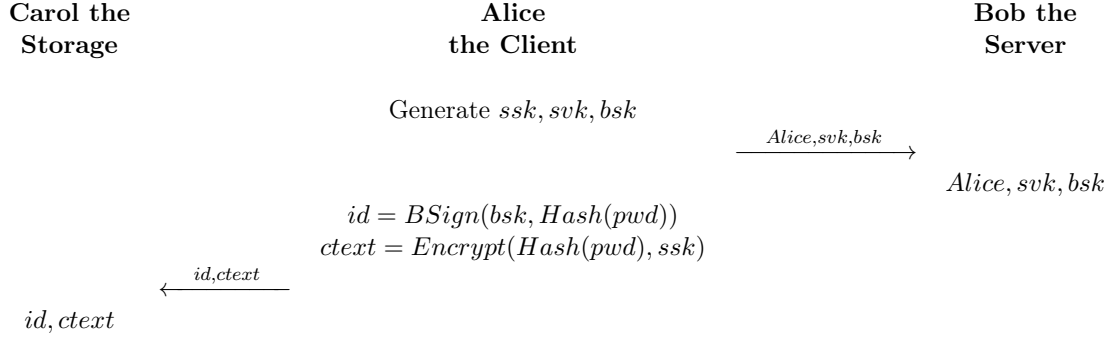 Carol the Alice Bob the
Storage the Client Server
Generate ssk, svk, bsk
Alice,svk,bsk
Alice, svk, bsk
id = BSign(bsk, Hash(pwd))
ctext = Encrypt(Hash(pwd), ssk)
id,ctext
id, ctext